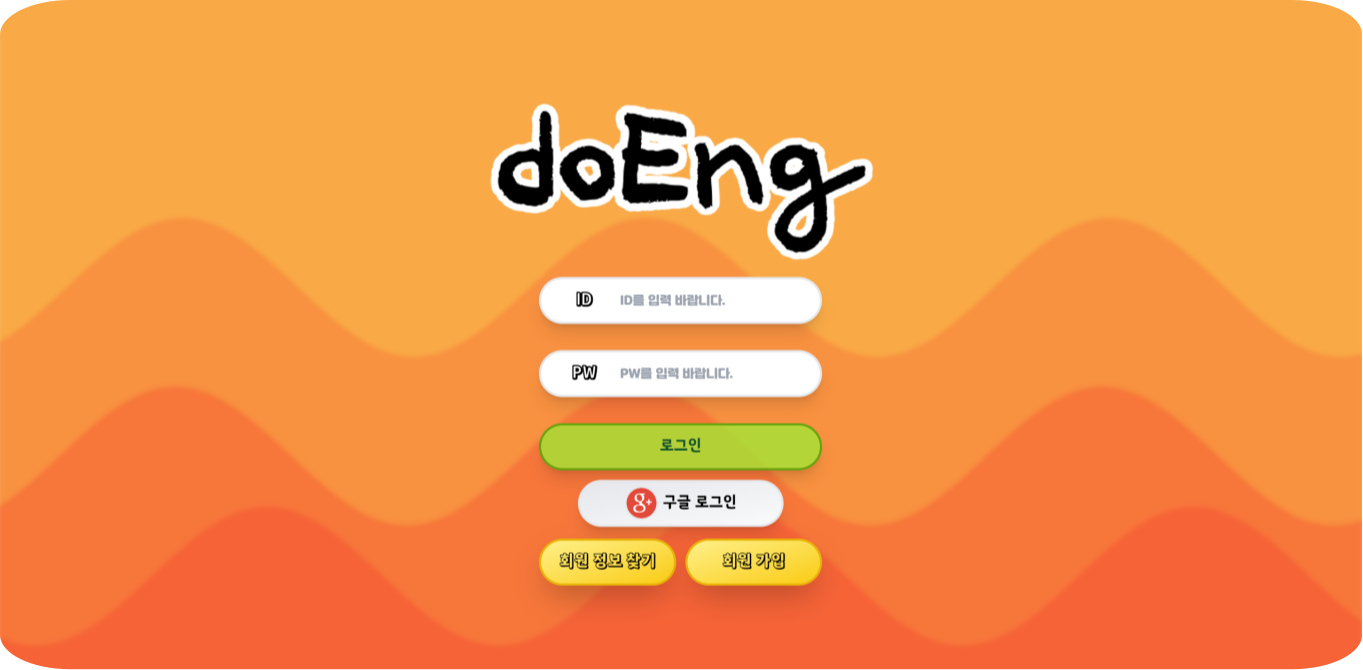 doEng
ID ID를 입력 바랍니다.
PW PW를 입력 바랍니다.
로그인
g+ 구글 로그인
회원 정보 찾기 회원 가입